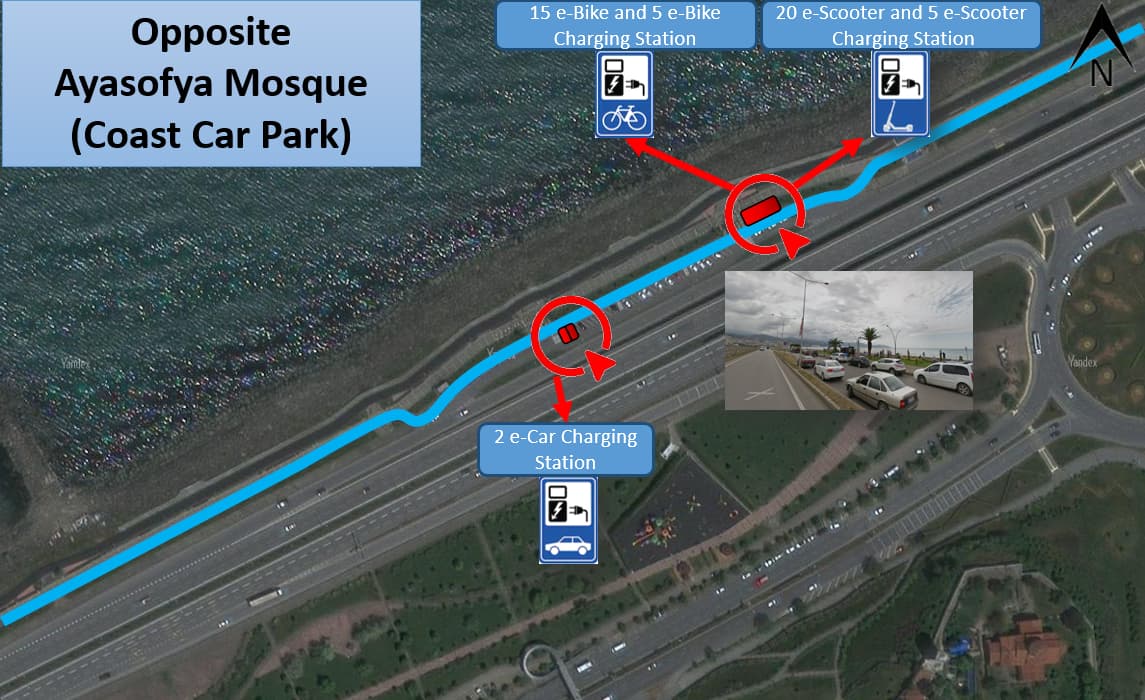 Opposite
Ayasofya Mosque
(Coast Car Park)
15 e-Bike and 5 e-Bike
Charging Station
20 e-Scooter and 5 e-Scooter
Charging Station
N
Yandex
Yandex
Yandex
2 e-Car Charging
Station